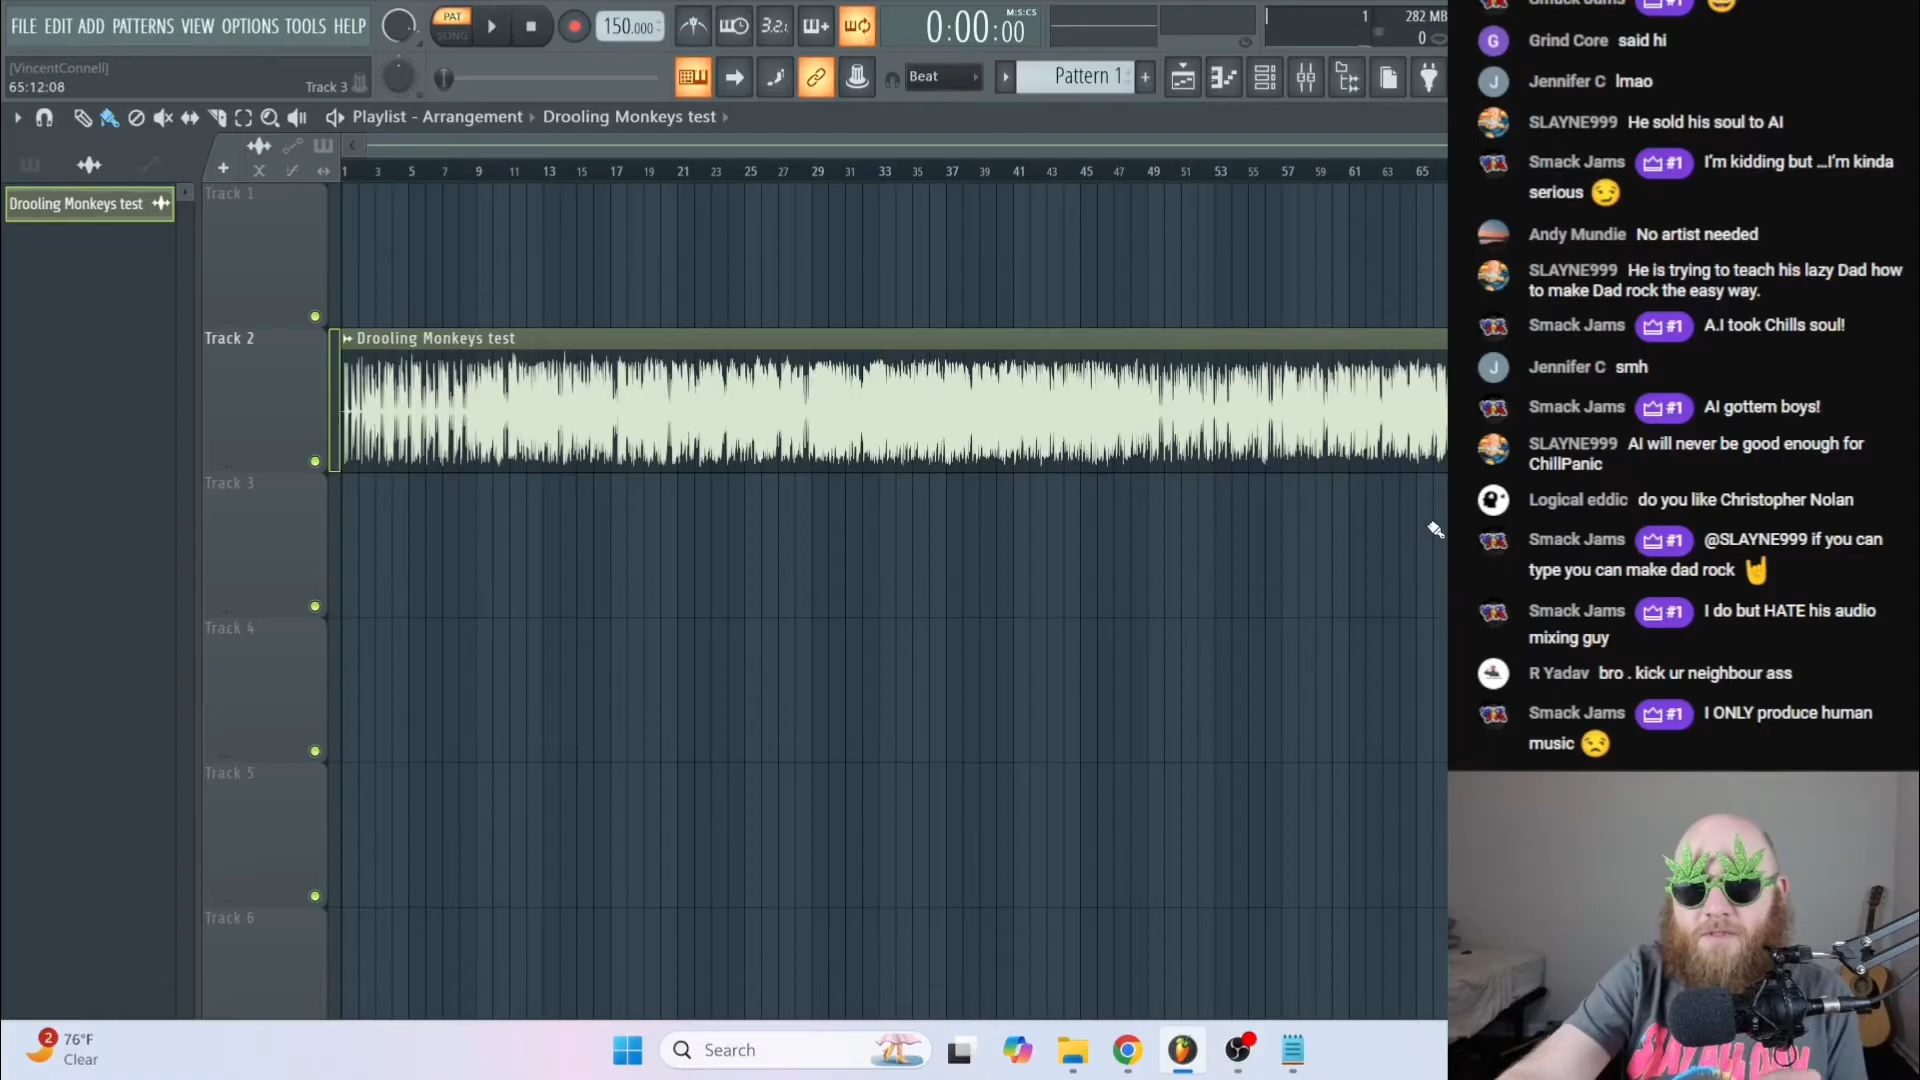 FILE EDIT ADD PATTERNS VIEW OPTIONS TOOLS HELP
PAT
SONG
150.000
3.2.
0:00:00
M:S:CS
1
282 MB
0
[VincentConnell]
65:12:08
Track 3
Beat
Pattern 1
+
Playlist - Arrangement › Drooling Monkeys test ›
1 3 5 7 9 11 13 15 17 19 21 23 25 27 29 31 33 35 37 39 41 43 45 47 49 51 53 55 57 59 61 63 65
Drooling Monkeys test
Track 1
Track 2
Drooling Monkeys test
Track 3
Track 4
Track 5
Track 6
Smack Jams #1
Grind Core said hi
J
Jennifer C lmao
SLAYNE999 He sold his soul to AI
Smack Jams #1 I'm kidding but ...I'm kinda
serious 😏
Andy Mundie No artist needed
SLAYNE999 He is trying to teach his lazy Dad how
to make Dad rock the easy way.
Smack Jams #1 A.I took Chills soul!
J
Jennifer C smh
Smack Jams #1 AI gottem boys!
SLAYNE999 AI will never be good enough for
ChillPanic
Logical eddic do you like Christopher Nolan
Smack Jams #1 @SLAYNE999 if you can
type you can make dad rock 🤘
Smack Jams #1 I do but HATE his audio
mixing guy
R Yadav bro . kick ur neighbour ass
Smack Jams #1 I ONLY produce human
music 😒
2
76°F
Clear
Search